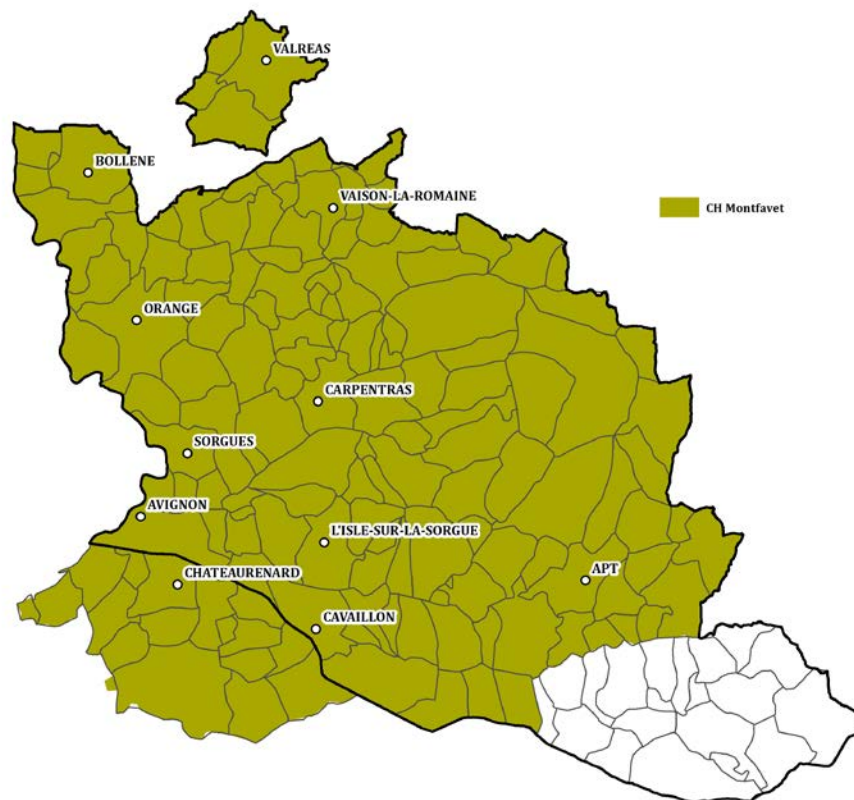 VALREAS
BOLLENE
VAISON-LA-ROMAINE
CH Montfavet
ORANGE
CARPENTRAS
SORGUES
AVIGNON
L'ISLE-SUR-LA-SORGUE
CHATEAURENARD
APT
CAVAILLON